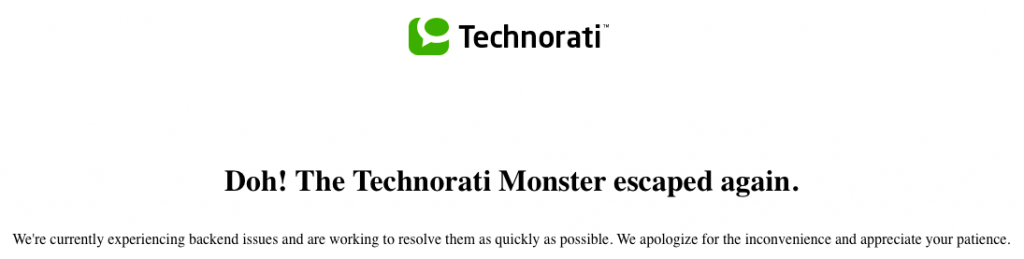 Technorati™
Doh! The Technorati Monster escaped again.
We're currently experiencing backend issues and are working to resolve them as quickly as possible. We apologize for the inconvenience and appreciate your patience.